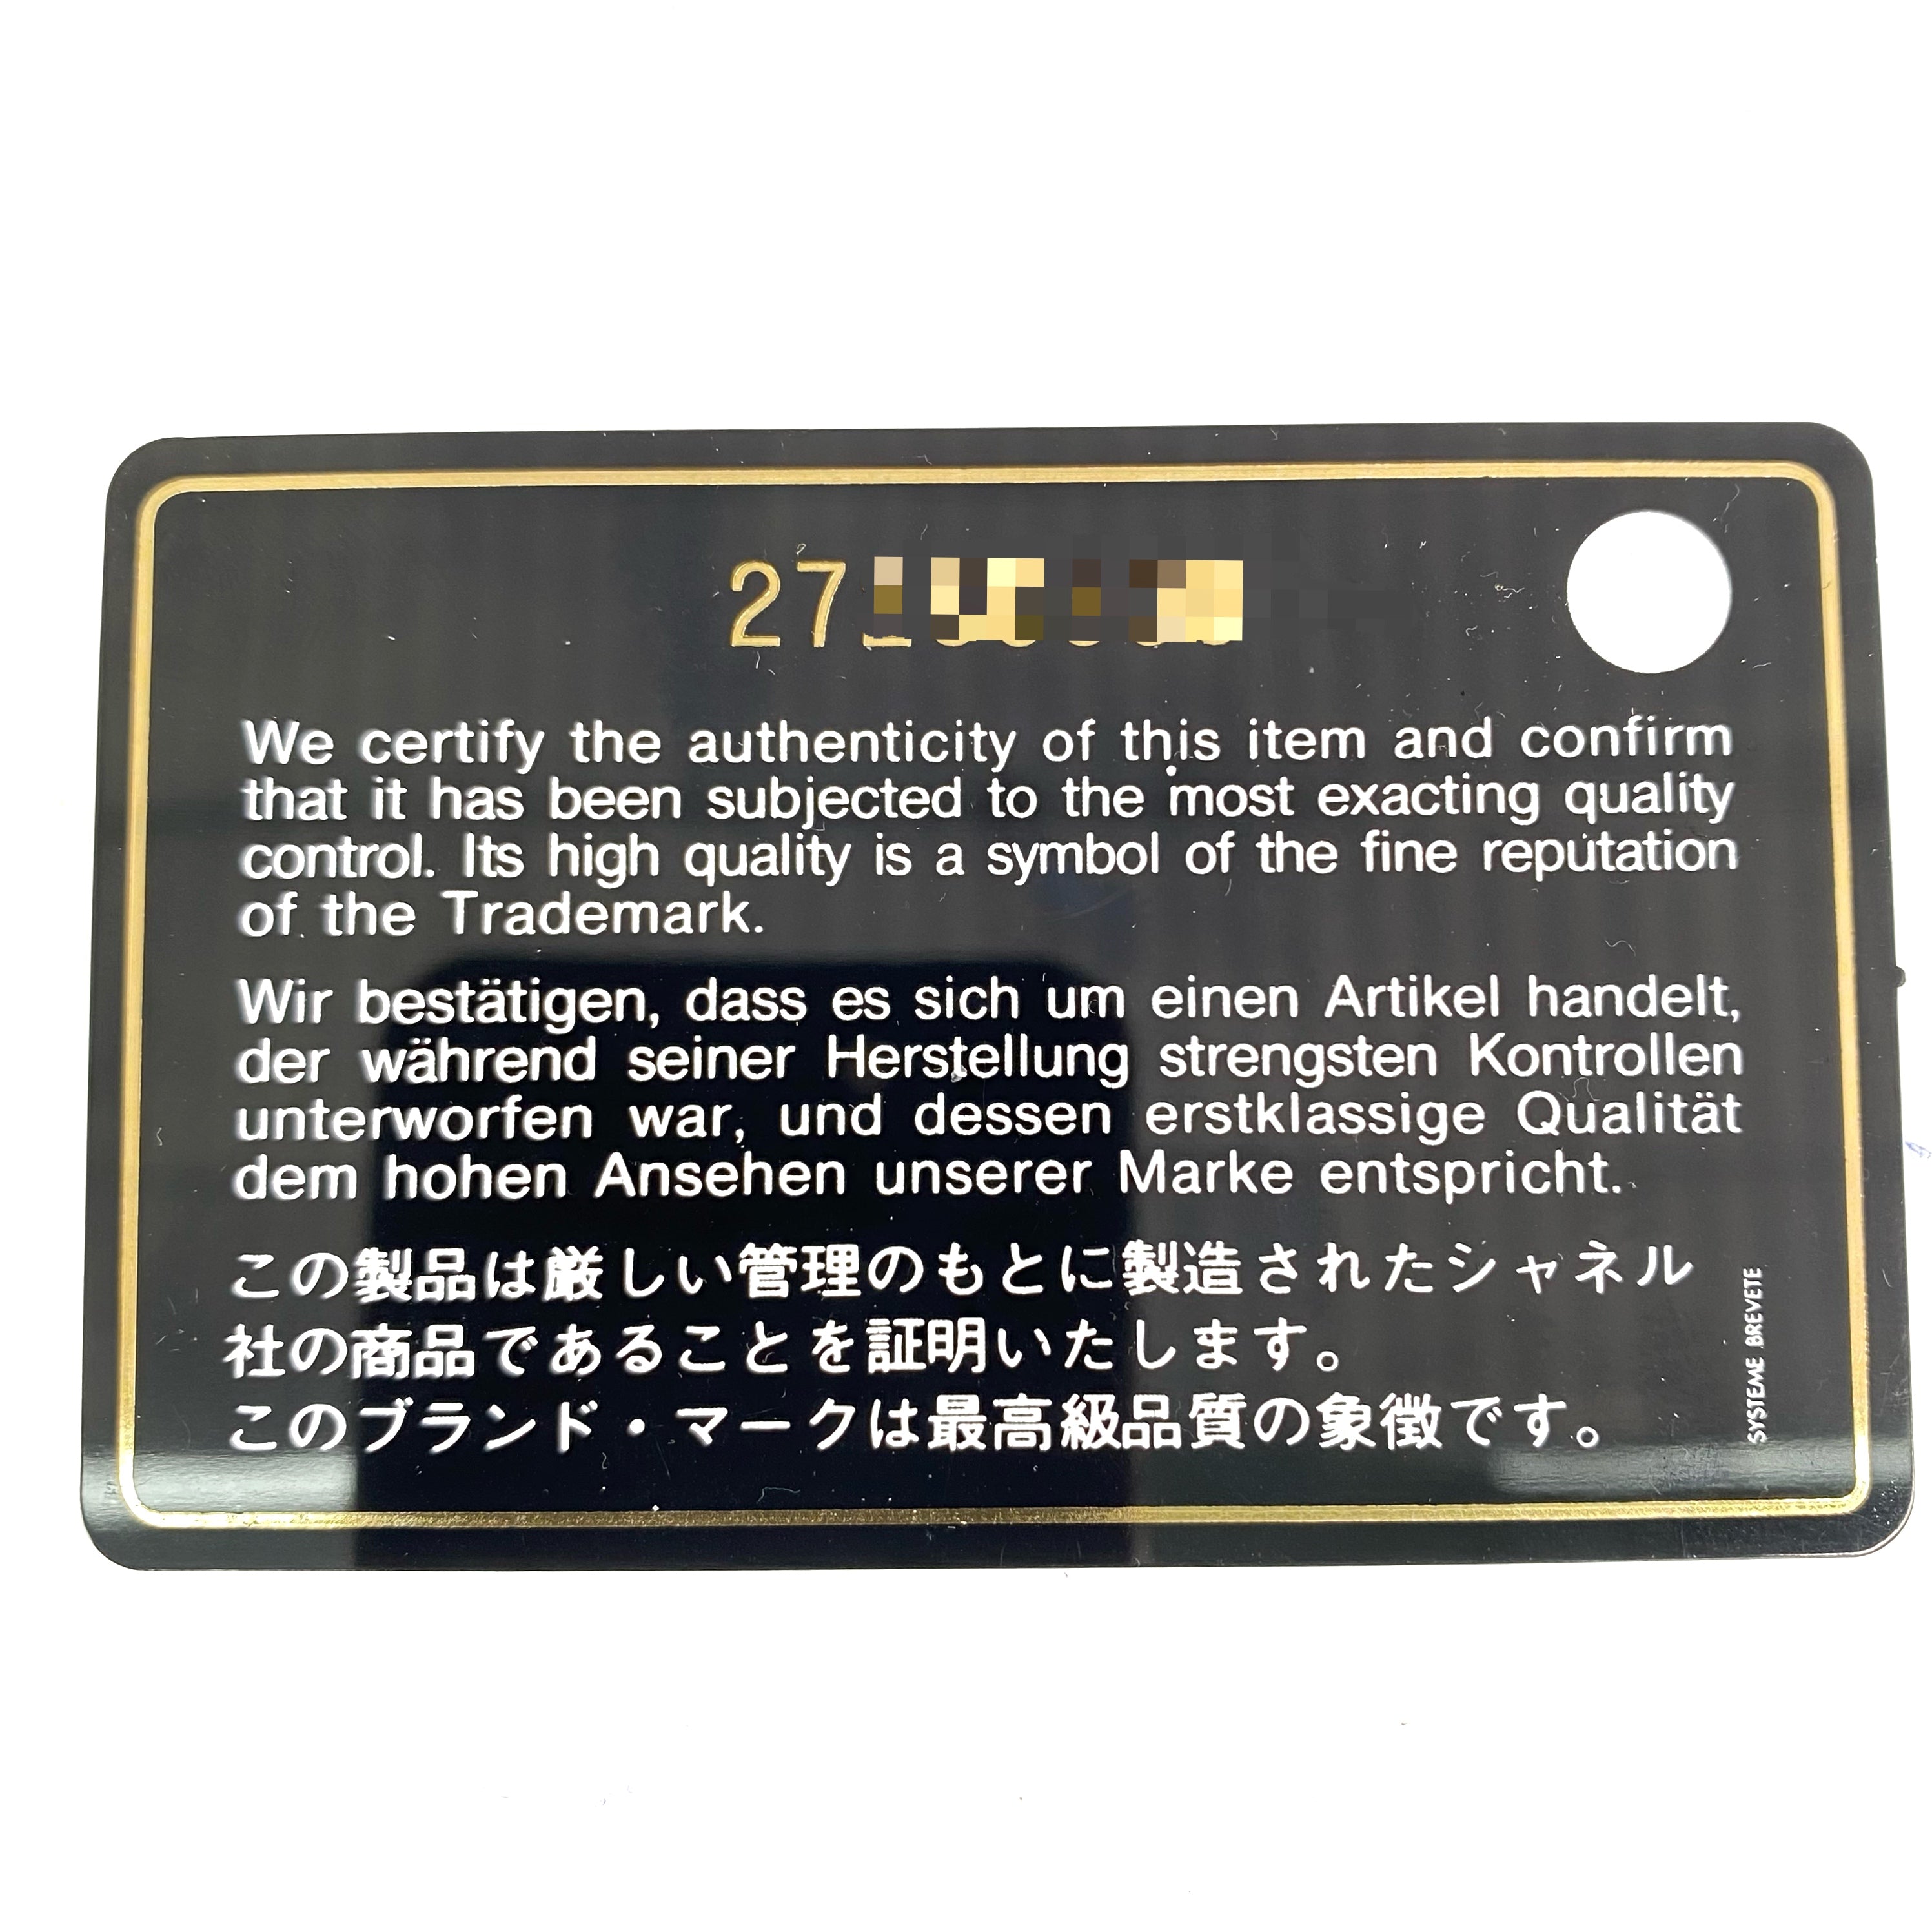 27
We certify the authenticity of this item and confirm
that it has been subjected to the most exacting quality
control. Its high quality is a symbol of the fine reputation
of the Trademark.
Wir bestätigen, dass es sich um einen Artikel handelt,
der während seiner Herstellung strengsten Kontrollen
unterworfen war, und dessen erstklassige Qualität
dem hohen Ansehen unserer Marke entspricht.
この製品は厳しい管理のもとに製造されたシャネル
社の商品であることを証明いたします。
このブランド・マークは最高級品質の象徴です。
SYSTEME BREVETE